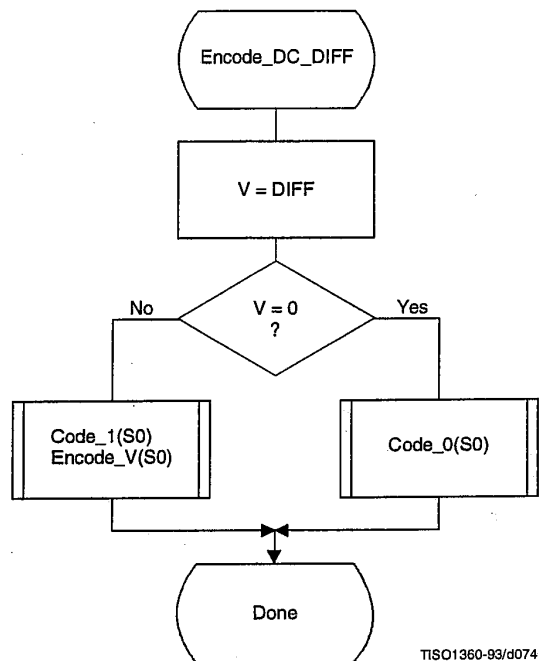 Encode_DC_DIFF
V = DIFF
No
V = 0
?
Yes
Code_1(S0)
Encode_V(S0)
Code_0(S0)
Done
TISO1360-93/d074